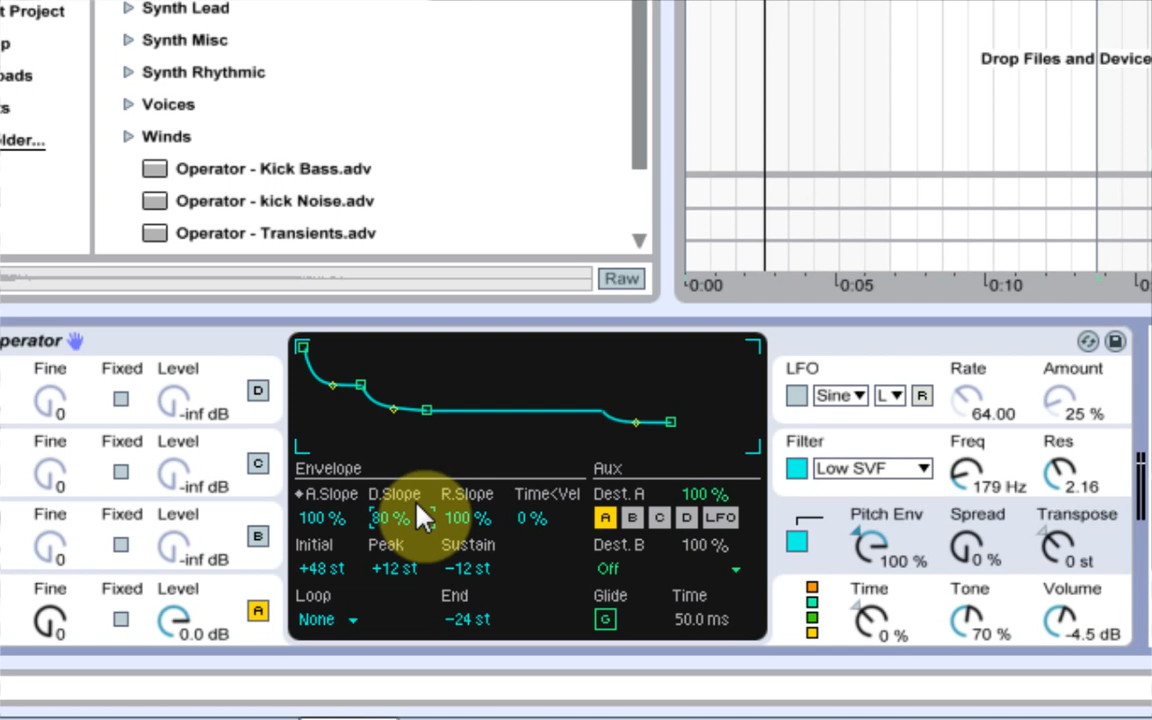 t Project
p
oads
ts
lder...
Synth Lead
Synth Misc
Synth Rhythmic
Voices
Winds
Operator - Kick Bass.adv
Operator - kick Noise.adv
Operator - Transients.adv
Raw
Drop Files and Device
0:00 0:05 0:10 0
perator
Fine Fixed Level D
0 -inf dB
Fine Fixed Level C
0 -inf dB
Fine Fixed Level B
0 -inf dB
Fine Fixed Level A
0 0.0 dB
Envelope Aux
A.Slope D.Slope R.Slope Time<Vel Dest. A 100 %
100 % 80 % 100 % 0 % A B C D LFO
Initial Peak Sustain Dest. B 100 %
+48 st +12 st -12 st Off
Loop End Glide Time
None -24 st G 50.0 ms
LFO Rate Amount
Sine L R 64.00 25 %
Filter Freq Res
Low SVF 179 Hz 2.16
Pitch Env Spread Transpose
100 % 0 % 0 st
Time Tone Volume
0 % 70 % -4.5 dB